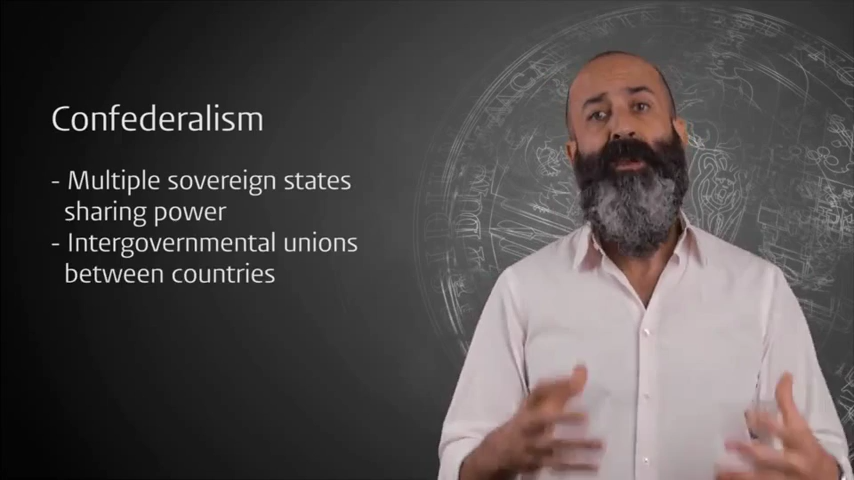 Confederalism
- Multiple sovereign states
sharing power
- Intergovernmental unions
between countries